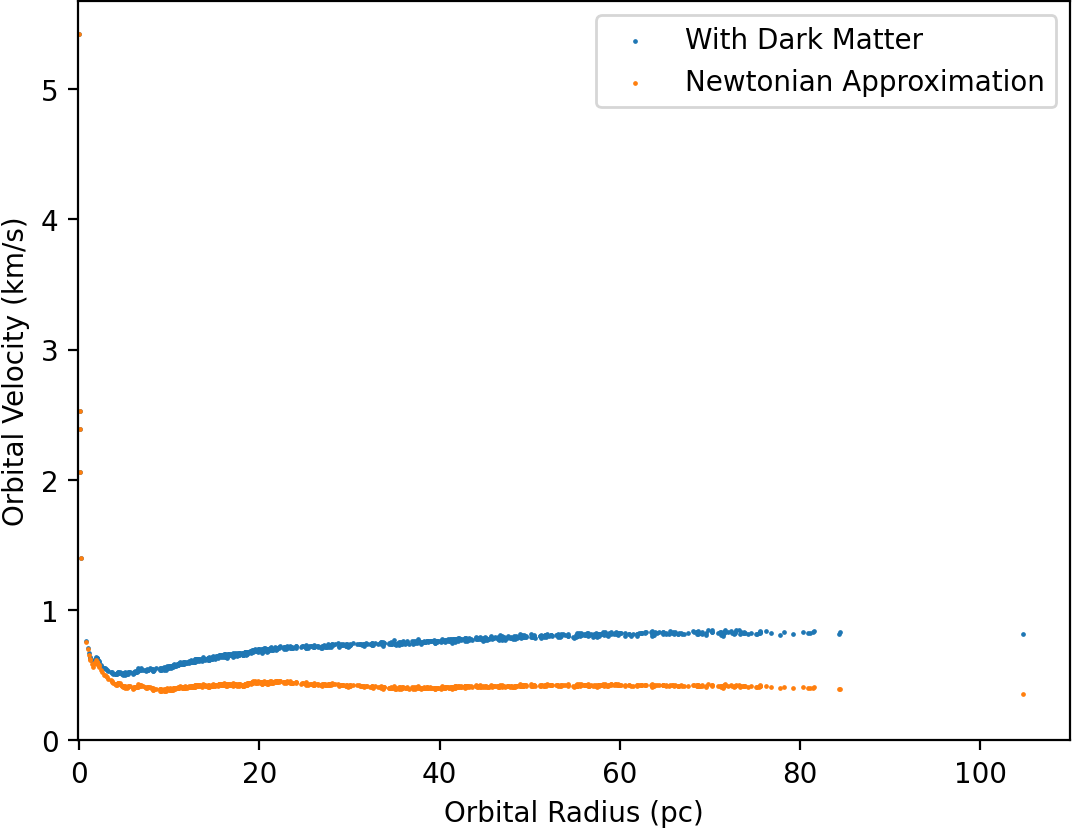 With Dark Matter
Newtonian Approximation
5
4
3
2
1
0
Orbital Velocity (km/s)
0 20 40 60 80 100
Orbital Radius (pc)